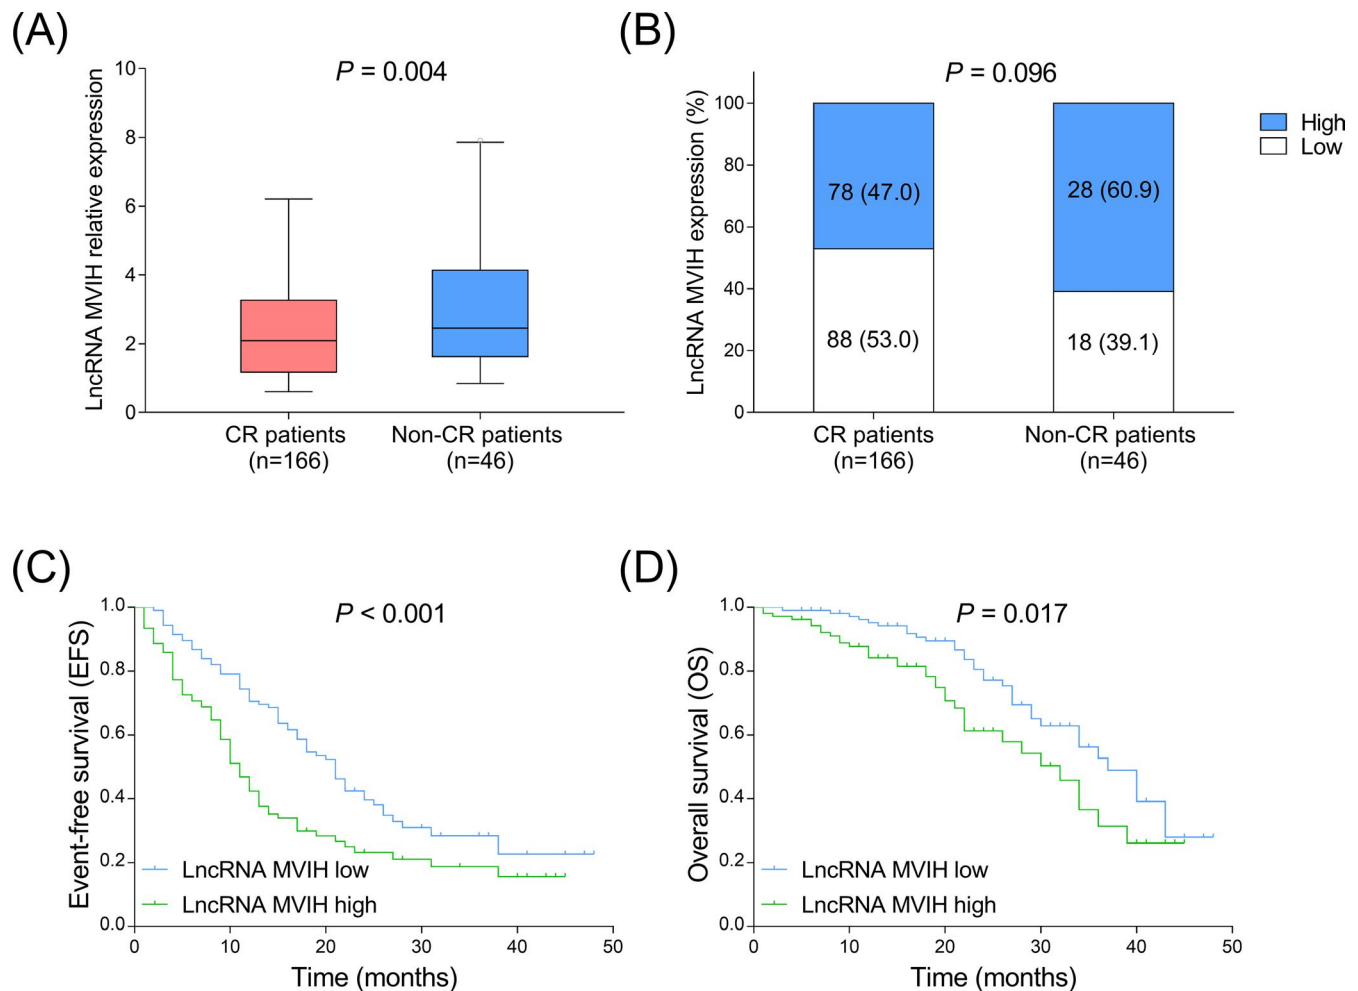 (A)
P = 0.004
LncRNA MVIH relative expression
10
8
6
4
2
0
CR patients
(n=166)
Non-CR patients
(n=46)
(B)
P = 0.096
LncRNA MVIH expression (%)
100
80
60
40
20
0
78 (47.0)
28 (60.9)
88 (53.0)
18 (39.1)
CR patients
(n=166)
Non-CR patients
(n=46)
High
Low
(C)
P < 0.001
Event-free survival (EFS)
1.0
0.8
0.6
0.4
0.2
0.0
LncRNA MVIH low
LncRNA MVIH high
0 10 20 30 40 50
Time (months)
(D)
P = 0.017
Overall survival (OS)
1.0
0.8
0.6
0.4
0.2
0.0
LncRNA MVIH low
LncRNA MVIH high
0 10 20 30 40 50
Time (months)